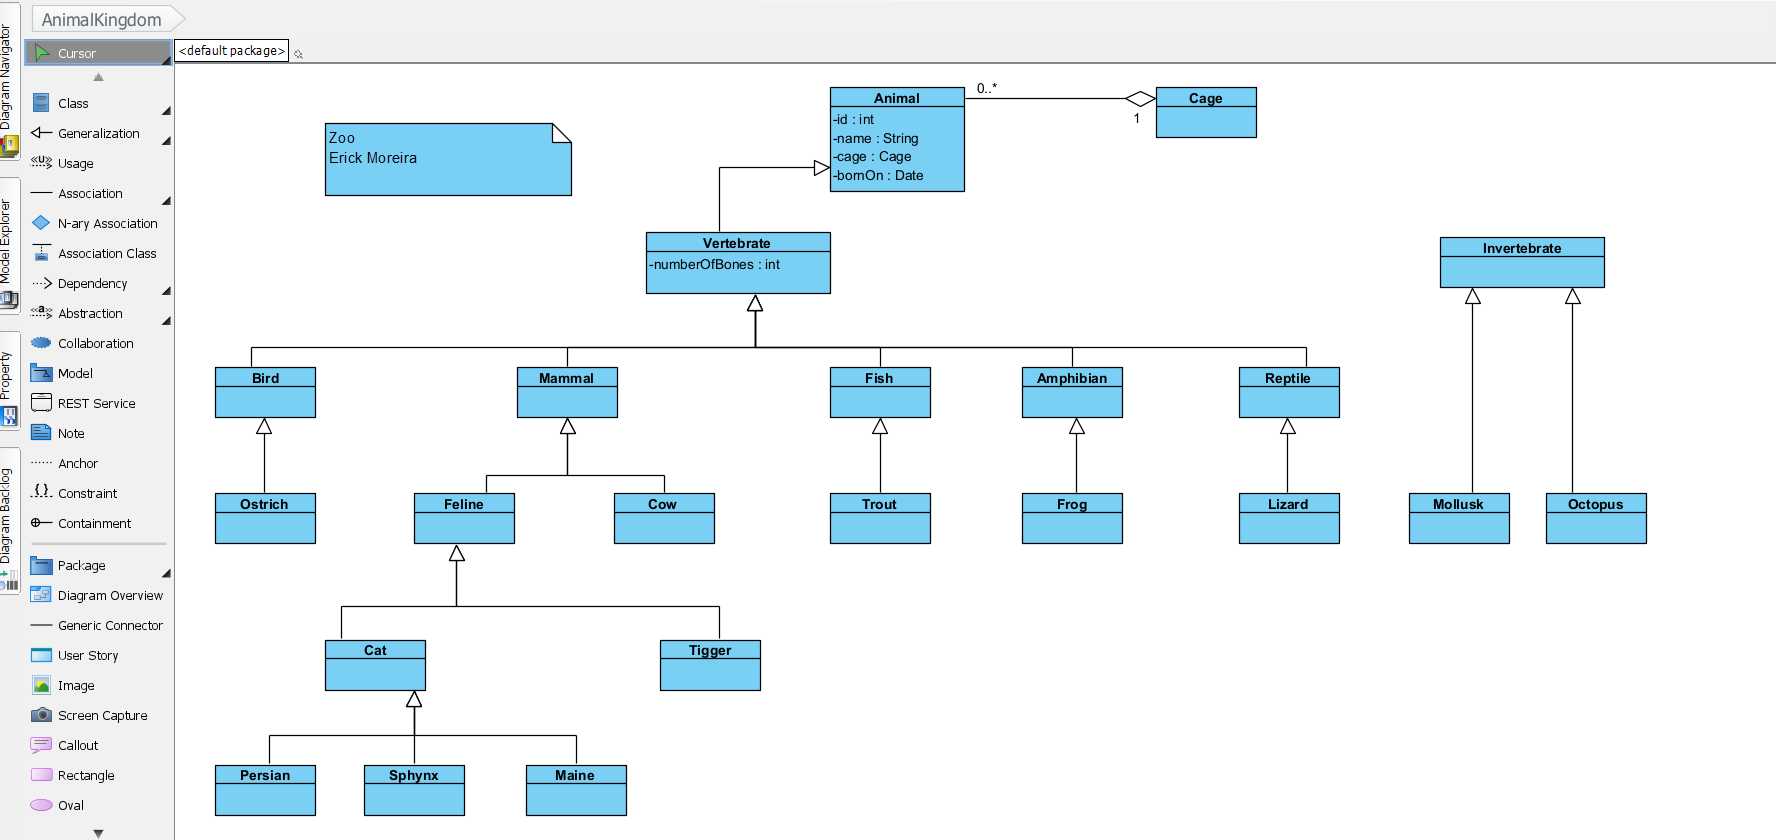 AnimalKingdom
Diagram Navigator
Model Explorer
Property
Diagram Backlog
Cursor
Class
Generalization
Usage
Association
N-ary Association
Association Class
Dependency
Abstraction
Collaboration
Model
REST Service
Note
Anchor
Constraint
Containment
Package
Diagram Overview
Generic Connector
User Story
Image
Screen Capture
Callout
Rectangle
Oval
<default package>
Zoo
Erick Moreira
Animal
-id : int
-name : String
-cage : Cage
-bornOn : Date
0..*
1
Cage
Vertebrate
-numberOfBones : int
Invertebrate
Bird
Mammal
Fish
Amphibian
Reptile
Ostrich
Feline
Cow
Trout
Frog
Lizard
Mollusk
Octopus
Cat
Tigger
Persian
Sphynx
Maine